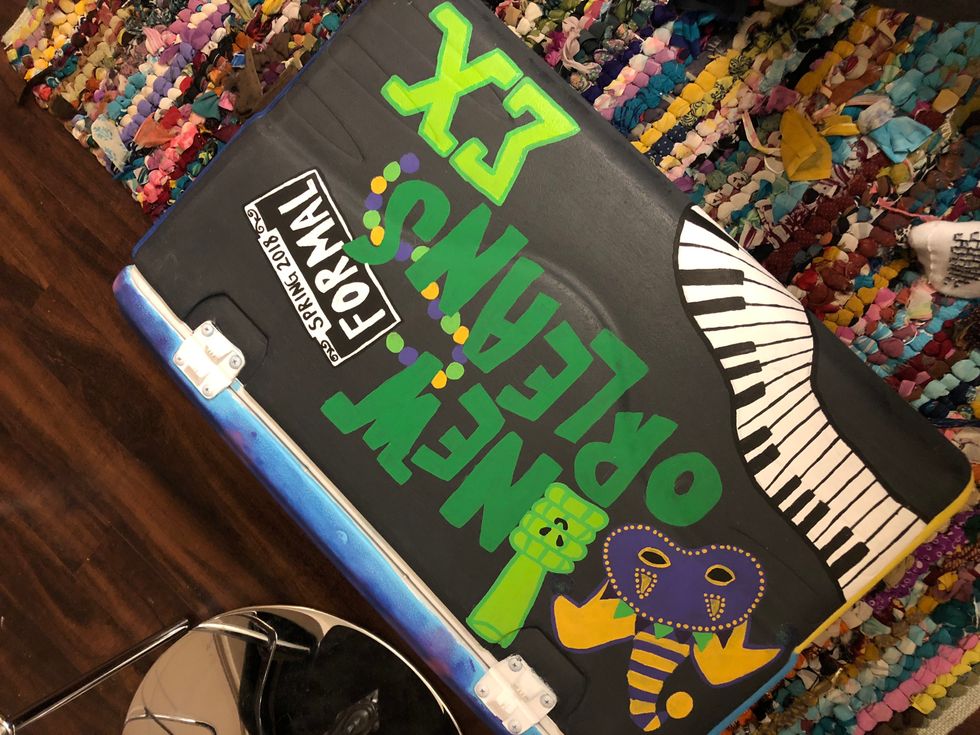 SPRING 2018
FORMAL
NEW
ORLEANS
ΣΧ